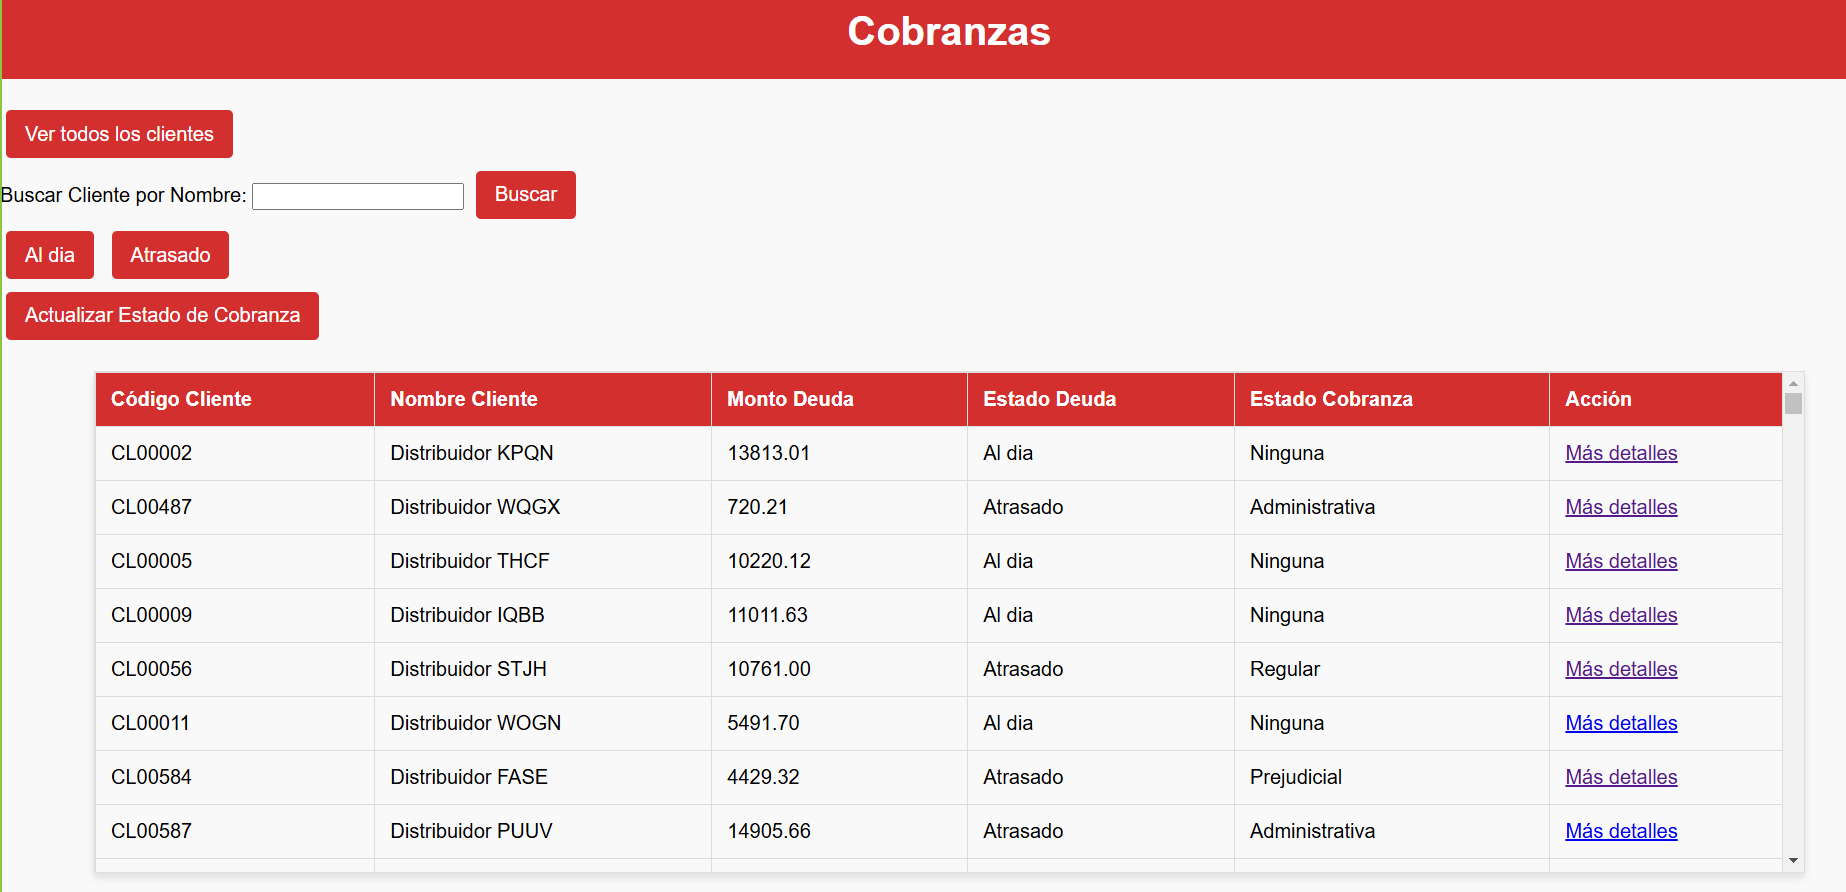 Cobranzas
Ver todos los clientes
Buscar Cliente por Nombre: Buscar
Al dia Atrasado
Actualizar Estado de Cobranza
Código Cliente Nombre Cliente Monto Deuda Estado Deuda Estado Cobranza Acción
CL00002 Distribuidor KPQN 13813.01 Al dia Ninguna Más detalles
CL00487 Distribuidor WQGX 720.21 Atrasado Administrativa Más detalles
CL00005 Distribuidor THCF 10220.12 Al dia Ninguna Más detalles
CL00009 Distribuidor IQBB 11011.63 Al dia Ninguna Más detalles
CL00056 Distribuidor STJH 10761.00 Atrasado Regular Más detalles
CL00011 Distribuidor WOGN 5491.70 Al dia Ninguna Más detalles
CL00584 Distribuidor FASE 4429.32 Atrasado Prejudicial Más detalles
CL00587 Distribuidor PUUV 14905.66 Atrasado Administrativa Más detalles